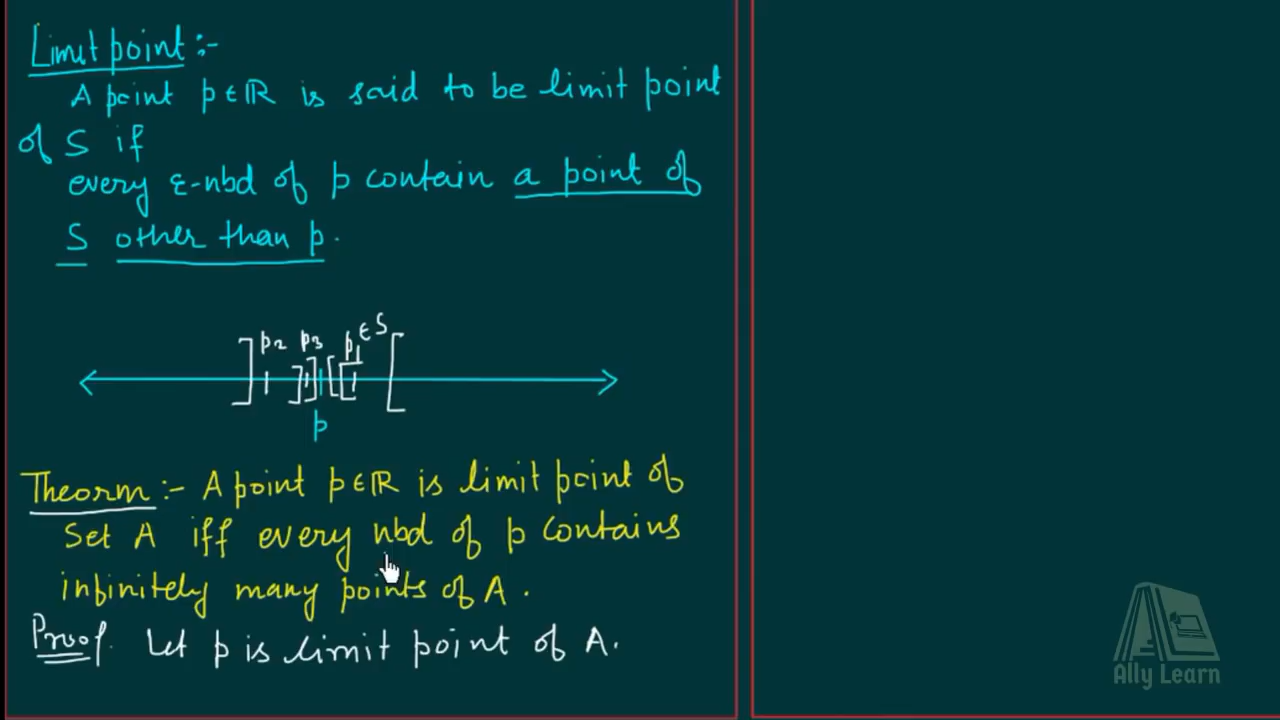 Limit point :-
A point p∈ℝ is said to be limit point
of S if
every ε-nbd of p contain a point of
S other than p.
p₂ p₃ p₁∈S
p
Theorm :- A point p∈ℝ is limit point of
Set A iff every nbd of p contains
infinitely many points of A.
Proof. Let p is limit point of A.
Ally Learn